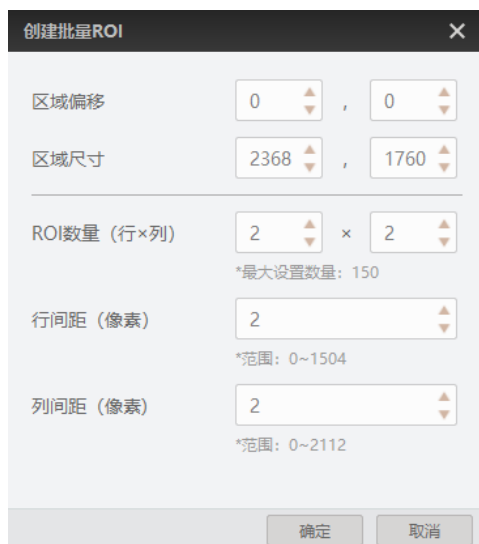 创建批量ROI
区域偏移 0 , 0
区域尺寸 2368 , 1760
ROI数量（行×列） 2 × 2
*最大设置数量：150
行间距（像素） 2
*范围：0~1504
列间距（像素） 2
*范围：0~2112
确定 取消